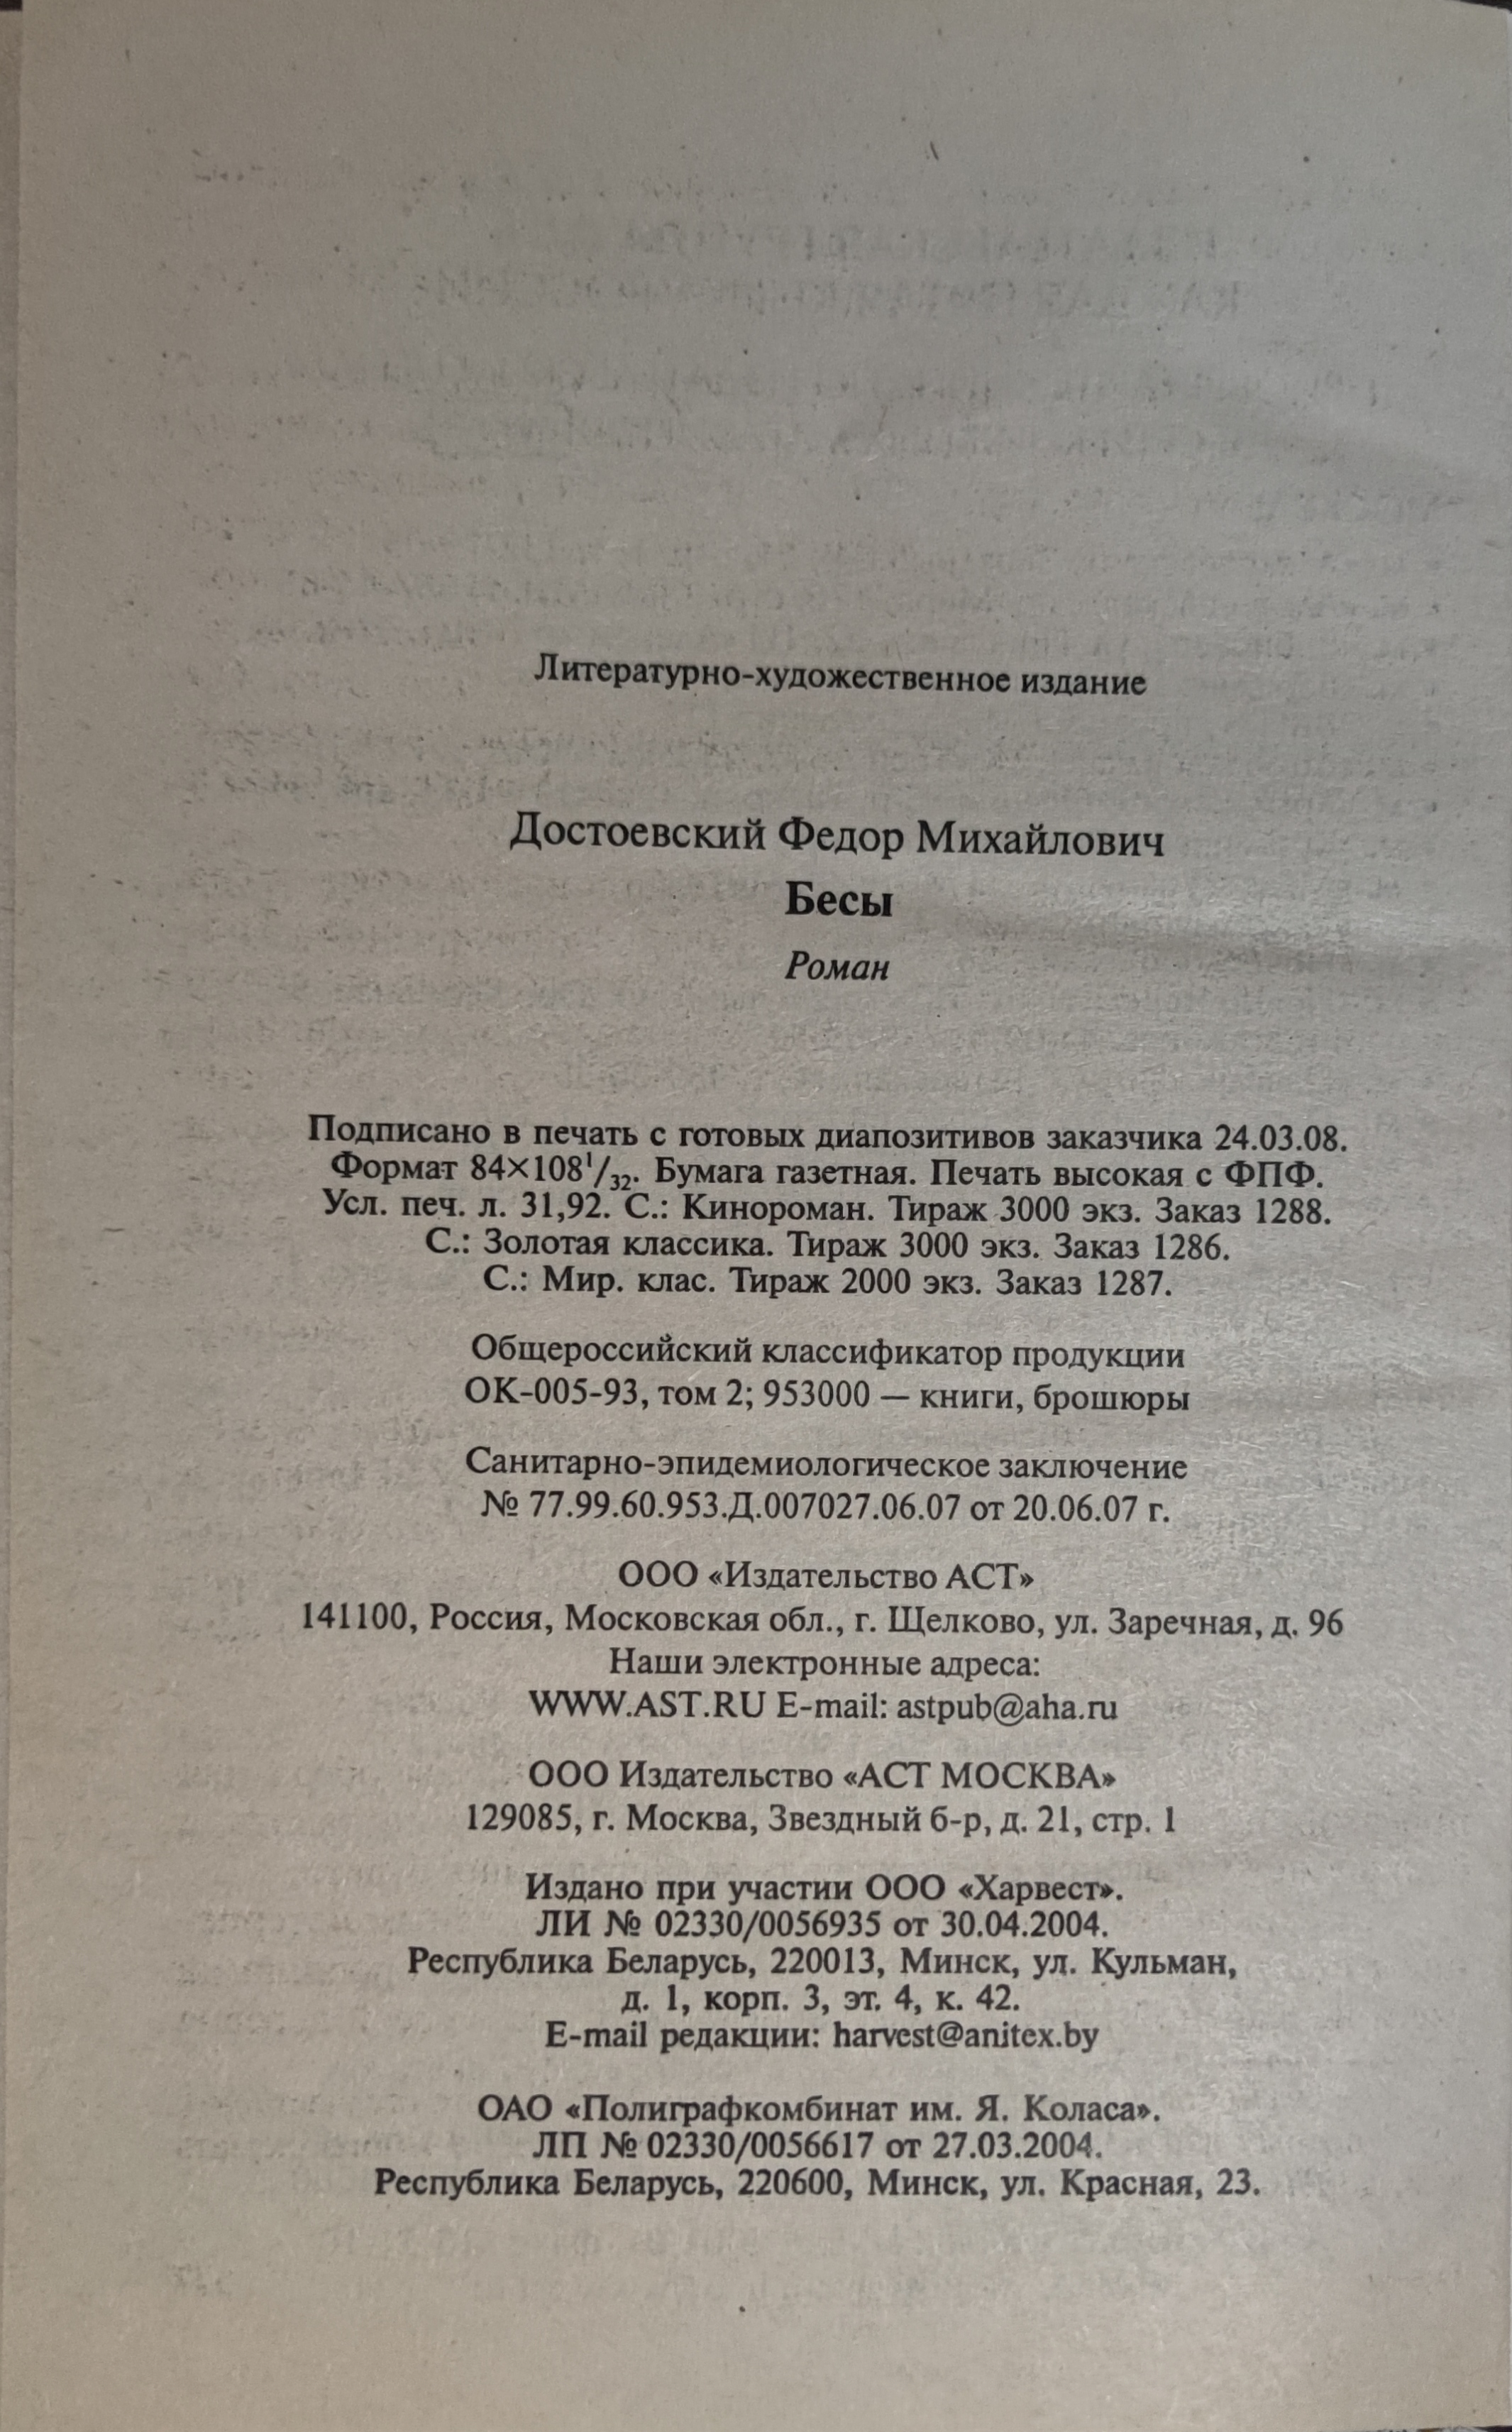 Литературно-художественное издание
Достоевский Федор Михайлович
Бесы
Роман
Подписано в печать с готовых диапозитивов заказчика 24.03.08.
Формат 84×108¹/₃₂. Бумага газетная. Печать высокая с ФПФ.
Усл. печ. л. 31,92. С.: Кинороман. Тираж 3000 экз. Заказ 1288.
С.: Золотая классика. Тираж 3000 экз. Заказ 1286.
С.: Мир. клас. Тираж 2000 экз. Заказ 1287.
Общероссийский классификатор продукции
ОК-005-93, том 2; 953000 — книги, брошюры
Санитарно-эпидемиологическое заключение
№ 77.99.60.953.Д.007027.06.07 от 20.06.07 г.
ООО «Издательство АСТ»
141100, Россия, Московская обл., г. Щелково, ул. Заречная, д. 96
Наши электронные адреса:
WWW.AST.RU E-mail: astpub@aha.ru
ООО Издательство «АСТ МОСКВА»
129085, г. Москва, Звездный б-р, д. 21, стр. 1
Издано при участии ООО «Харвест».
ЛИ № 02330/0056935 от 30.04.2004.
Республика Беларусь, 220013, Минск, ул. Кульман,
д. 1, корп. 3, эт. 4, к. 42.
E-mail редакции: harvest@anitex.by
ОАО «Полиграфкомбинат им. Я. Коласа».
ЛП № 02330/0056617 от 27.03.2004.
Республика Беларусь, 220600, Минск, ул. Красная, 23.